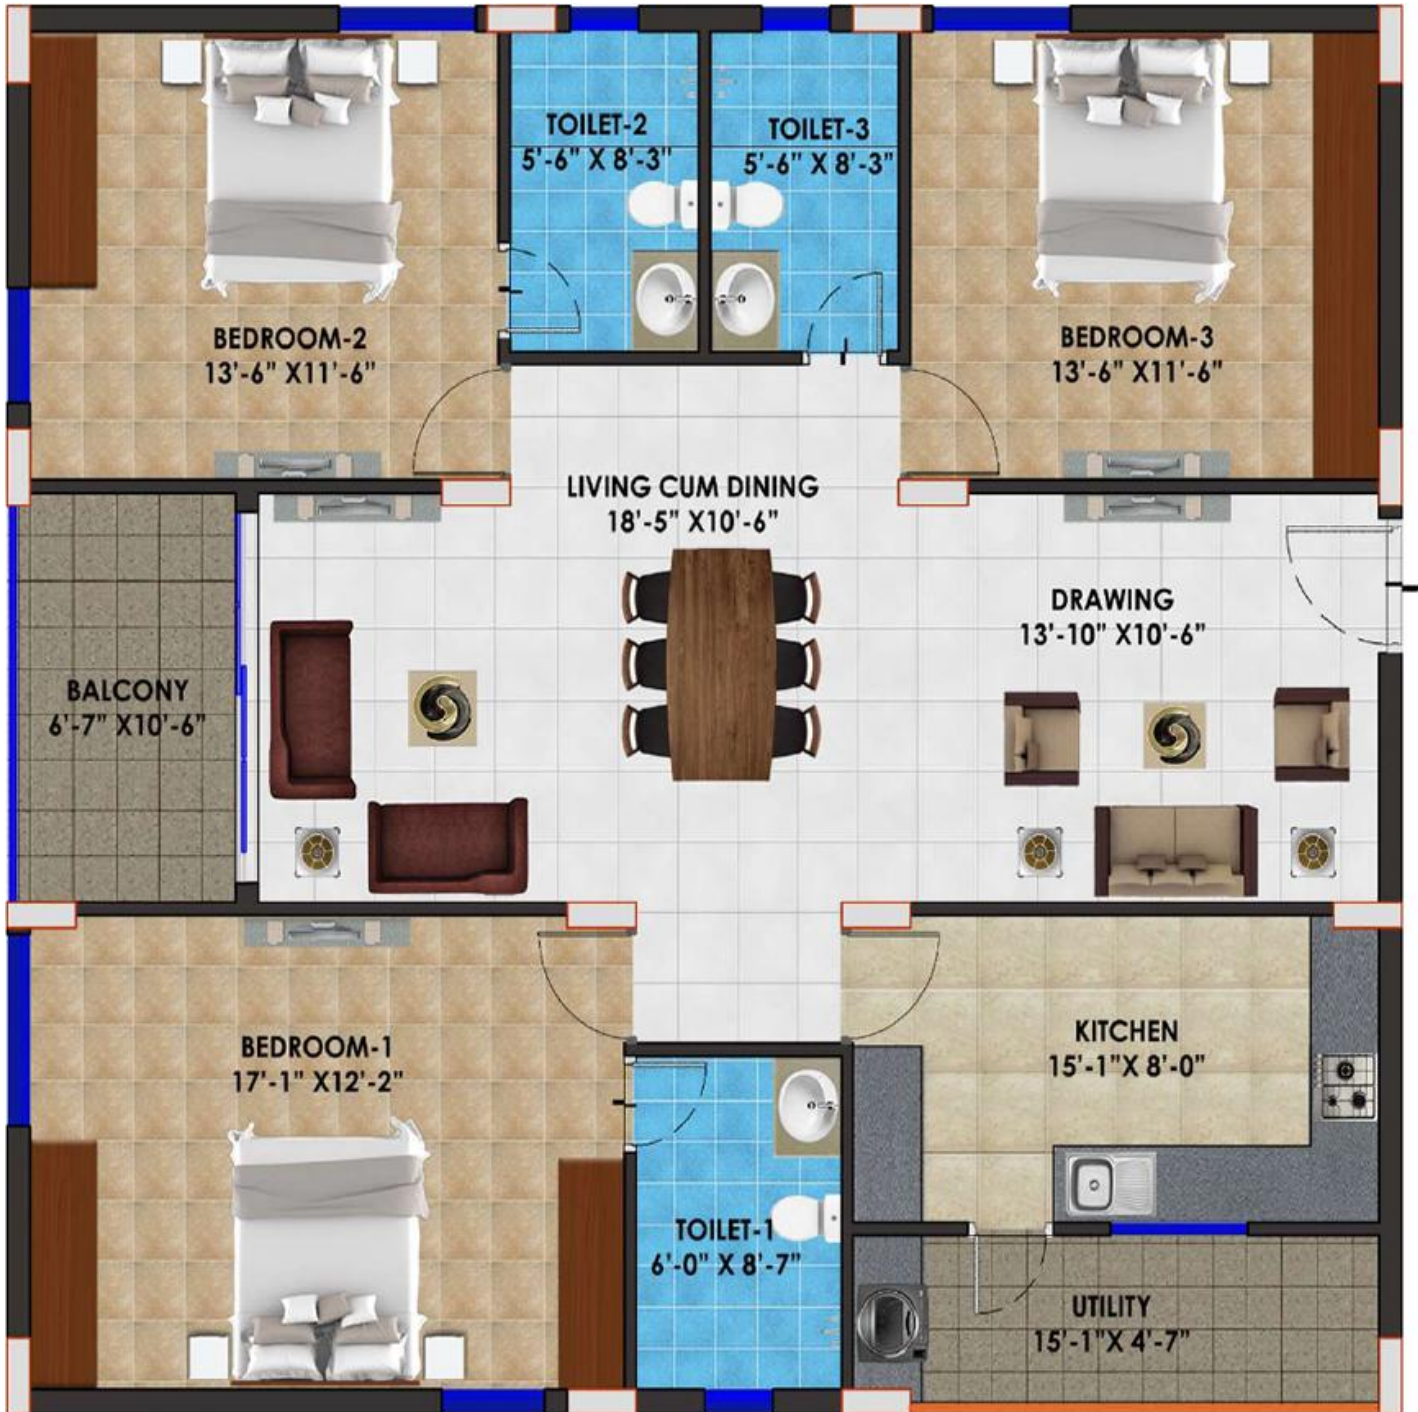 TOILET-2
5'-6" X 8'-3"
TOILET-3
5'-6" X 8'-3"
BEDROOM-2
13'-6" X11'-6"
BEDROOM-3
13'-6" X11'-6"
LIVING CUM DINING
18'-5" X10'-6"
DRAWING
13'-10" X10'-6"
BALCONY
6'-7" X10'-6"
BEDROOM-1
17'-1" X12'-2"
KITCHEN
15'-1"X 8'-0"
TOILET-1
6'-0" X 8'-7"
UTILITY
15'-1"X 4'-7"